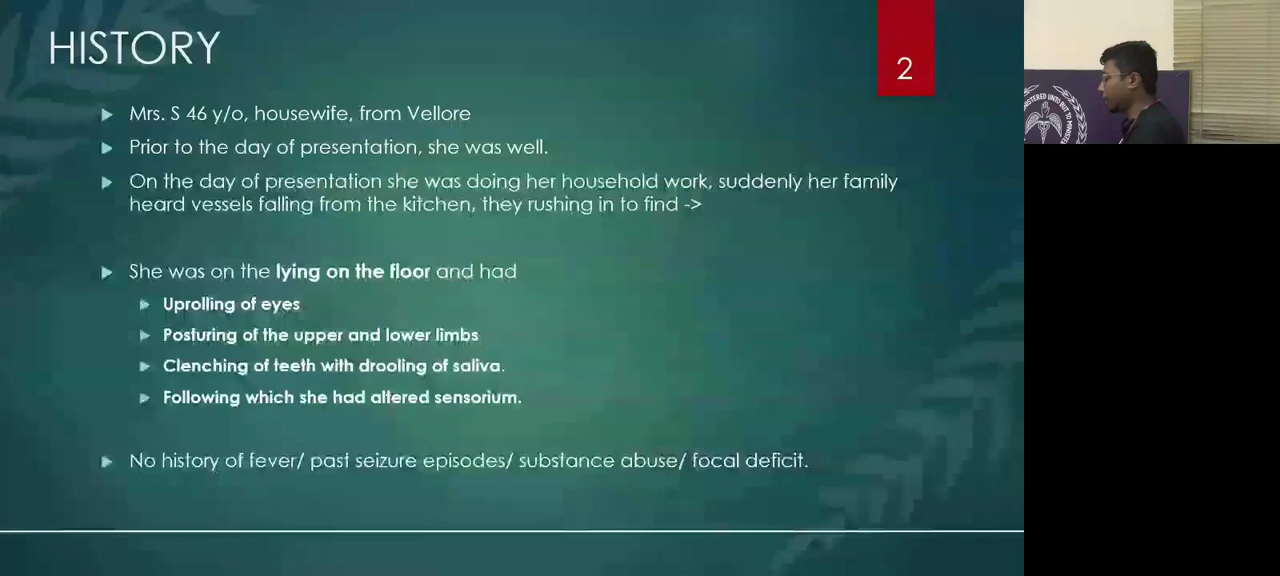 HISTORY
2
Mrs. S 46 y/o, housewife, from Vellore
Prior to the day of presentation, she was well.
On the day of presentation she was doing her household work, suddenly her family
heard vessels falling from the kitchen, they rushing in to find ->
She was on the lying on the floor and had
Uprolling of eyes
Posturing of the upper and lower limbs
Clenching of teeth with drooling of saliva.
Following which she had altered sensorium.
No history of fever/ past seizure episodes/ substance abuse/ focal deficit.